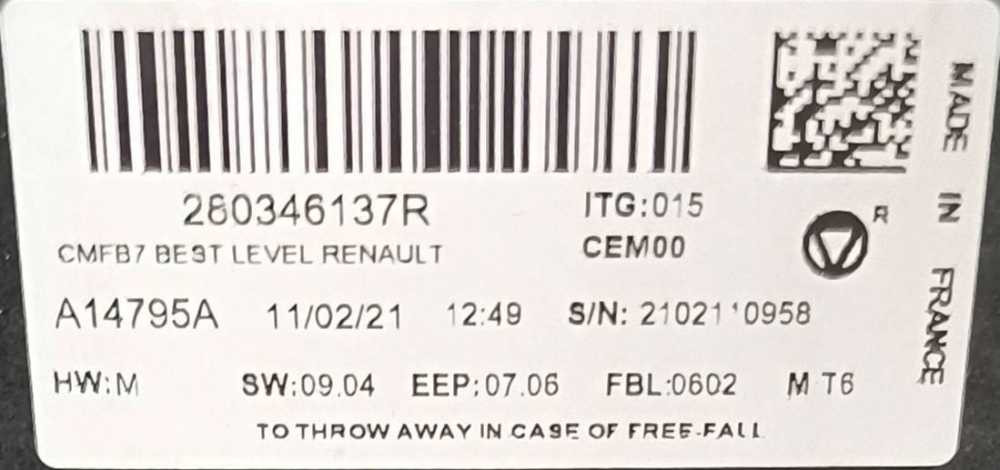 280346137R
ITG:015
CMFB7 BEST LEVEL RENAULT
CEM00
R
A14795A 11/02/21 12:49 S/N: 2102110958
HW:M SW:09.04 EEP:07.06 FBL:0602 M T6
TO THROW AWAY IN CASE OF FREE-FALL
MADE IN FRANCE